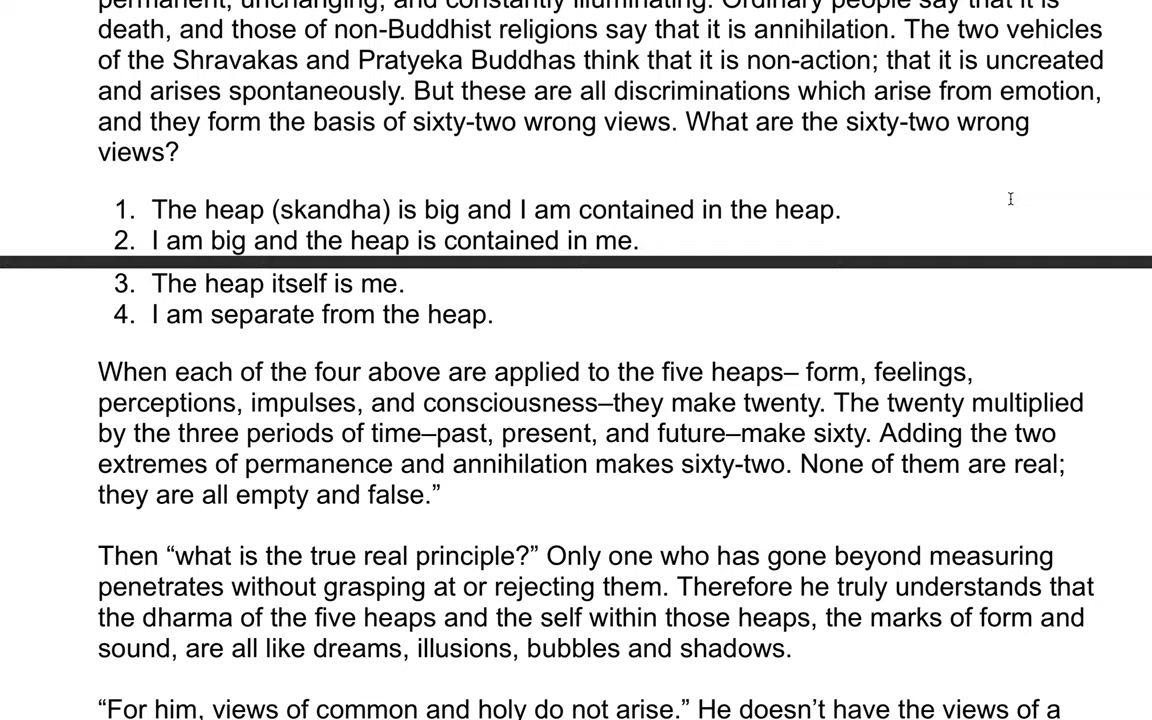 permanent, unchanging, and constantly illuminating. Ordinary people say that it is
death, and those of non-Buddhist religions say that it is annihilation. The two vehicles
of the Shravakas and Pratyeka Buddhas think that it is non-action; that it is uncreated
and arises spontaneously. But these are all discriminations which arise from emotion,
and they form the basis of sixty-two wrong views. What are the sixty-two wrong
views?
1. The heap (skandha) is big and I am contained in the heap.
2. I am big and the heap is contained in me.
3. The heap itself is me.
4. I am separate from the heap.
When each of the four above are applied to the five heaps– form, feelings,
perceptions, impulses, and consciousness–they make twenty. The twenty multiplied
by the three periods of time–past, present, and future–make sixty. Adding the two
extremes of permanence and annihilation makes sixty-two. None of them are real;
they are all empty and false.”
Then “what is the true real principle?” Only one who has gone beyond measuring
penetrates without grasping at or rejecting them. Therefore he truly understands that
the dharma of the five heaps and the self within those heaps, the marks of form and
sound, are all like dreams, illusions, bubbles and shadows.
“For him, views of common and holy do not arise.” He doesn’t have the views of a